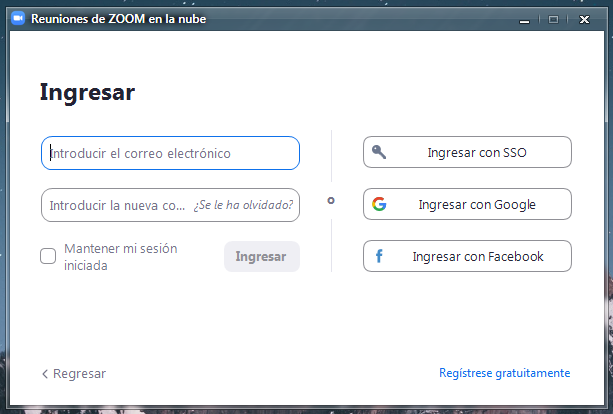 Reuniones de ZOOM en la nube
Ingresar
Introducir el correo electrónico
Introducir la nueva co... ¿Se le ha olvidado?
Mantener mi sesión
iniciada
Ingresar
o
Ingresar con SSO
Ingresar con Google
Ingresar con Facebook
Regresar
Regístrese gratuitamente